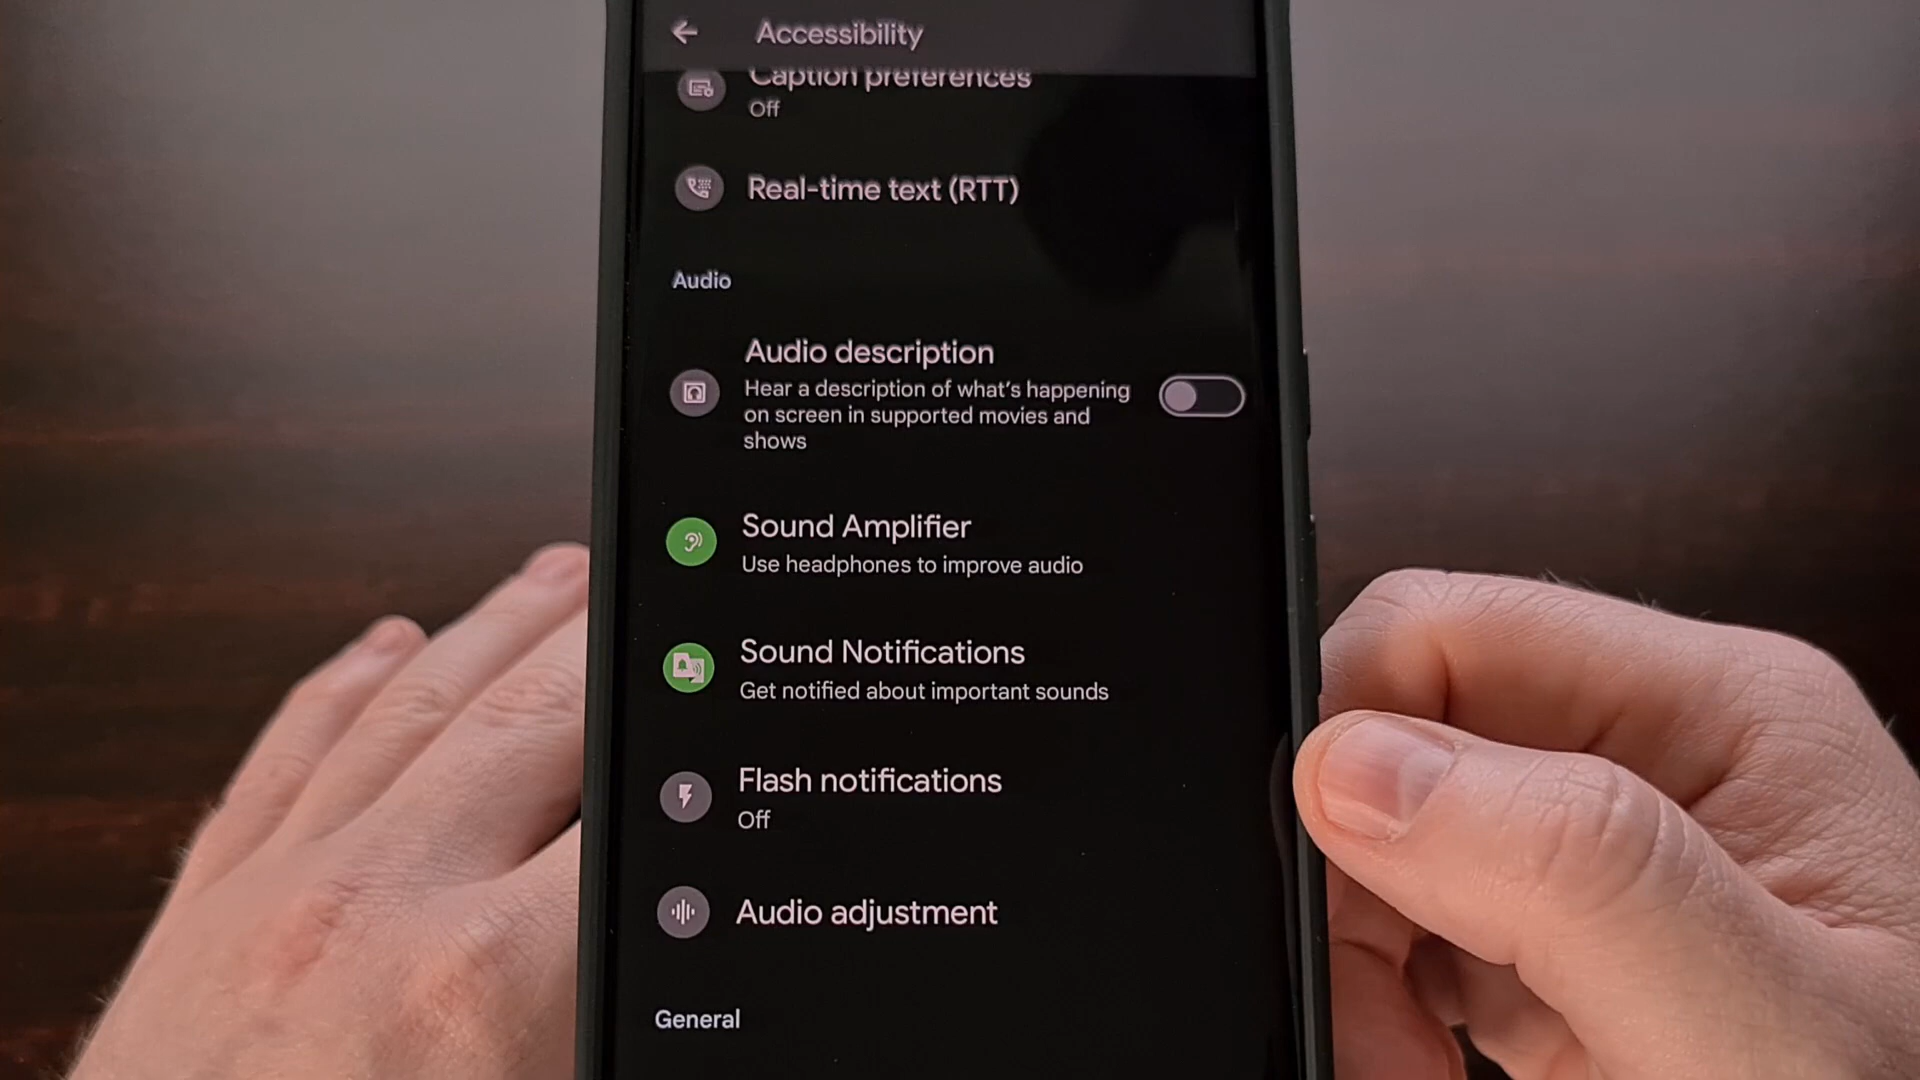 Accessibility
Caption preferences
Off
Real-time text (RTT)
Audio
Audio description
Hear a description of what's happening
on screen in supported movies and
shows
Sound Amplifier
Use headphones to improve audio
Sound Notifications
Get notified about important sounds
Flash notifications
Off
Audio adjustment
General